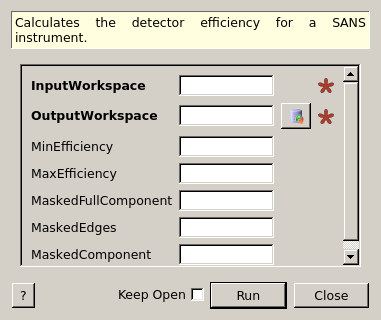 Calculates the detector efficiency for a SANS
instrument.
InputWorkspace
OutputWorkspace
MinEfficiency
MaxEfficiency
MaskedFullComponent
MaskedEdges
MaskedComponent
? Keep Open Run Close